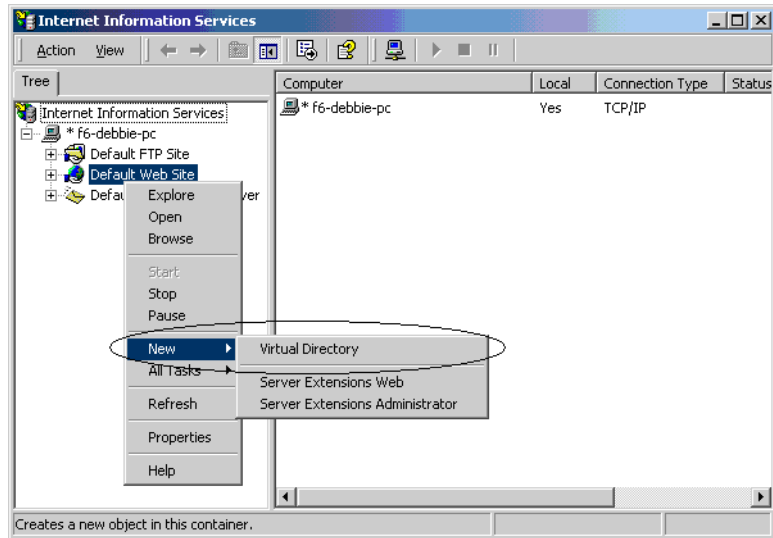 Internet Information Services
Action View
Tree
Computer Local Connection Type Status
Internet Information Services
* f6-debbie-pc
* f6-debbie-pc Yes TCP/IP
Default FTP Site
Default Web Site
Defau ver
Explore
Open
Browse
Start
Stop
Pause
New
Virtual Directory
All Tasks
Server Extensions Web
Refresh
Server Extensions Administrator
Properties
Help
Creates a new object in this container.